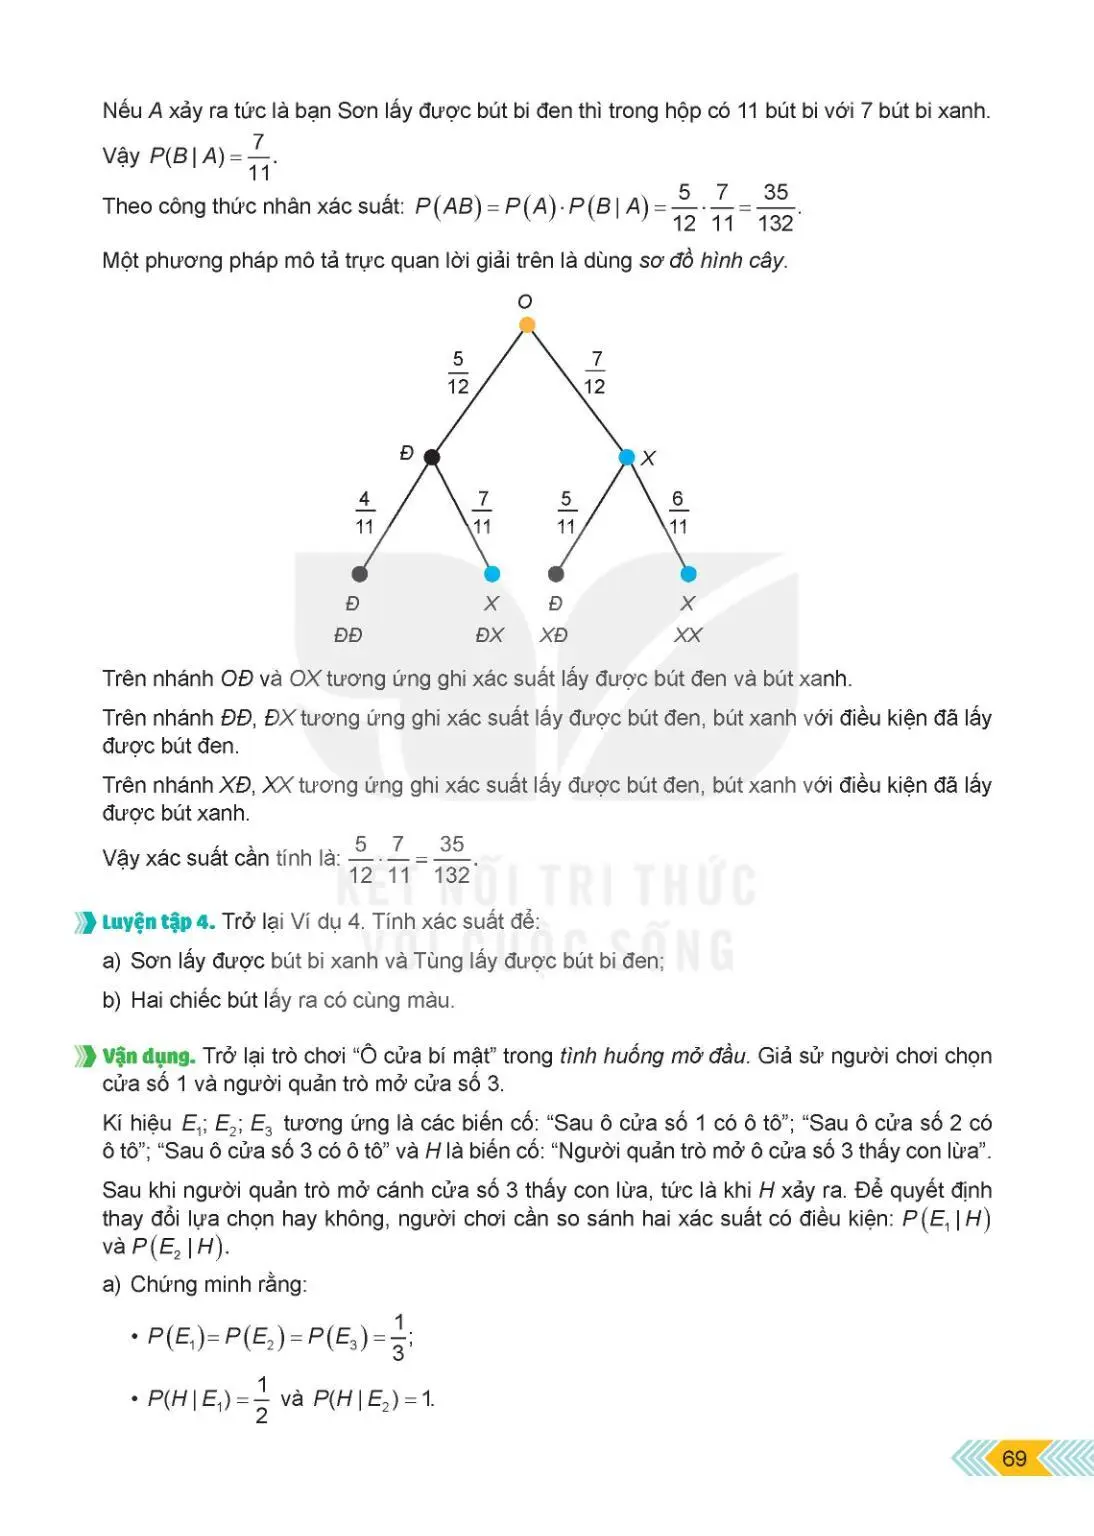 Nếu A xảy ra tức là bạn Sơn lấy được bút bi đen thì trong hộp có 11 bút bi với 7 bút bi xanh.
Vậy P(B | A) = 7/11.
Theo công thức nhân xác suất: P(AB) = P(A) · P(B | A) = 5/12 · 7/11 = 35/132.
Một phương pháp mô tả trực quan lời giải trên là dùng sơ đồ hình cây.
O
5/12 7/12
Đ X
4/11 7/11 5/11 6/11
Đ X Đ X
ĐĐ ĐX XĐ XX
Trên nhánh OĐ và OX tương ứng ghi xác suất lấy được bút đen và bút xanh.
Trên nhánh ĐĐ, ĐX tương ứng ghi xác suất lấy được bút đen, bút xanh với điều kiện đã lấy
được bút đen.
Trên nhánh XĐ, XX tương ứng ghi xác suất lấy được bút đen, bút xanh với điều kiện đã lấy
được bút xanh.
Vậy xác suất cần tính là: 5/12 · 7/11 = 35/132.
KẾT NỐI TRI THỨC
Luyện tập 4. Trở lại Ví dụ 4. Tính xác suất để:
VỚI CUỘC SỐNG
a) Sơn lấy được bút bi xanh và Tùng lấy được bút bi đen;
b) Hai chiếc bút lấy ra có cùng màu.
Vận dụng. Trở lại trò chơi “Ô cửa bí mật” trong tình huống mở đầu. Giả sử người chơi chọn
cửa số 1 và người quản trò mở cửa số 3.
Kí hiệu E₁; E₂; E₃ tương ứng là các biến cố: “Sau ô cửa số 1 có ô tô”; “Sau ô cửa số 2 có
ô tô”; “Sau ô cửa số 3 có ô tô” và H là biến cố: “Người quản trò mở ô cửa số 3 thấy con lừa”.
Sau khi người quản trò mở cánh cửa số 3 thấy con lừa, tức là khi H xảy ra. Để quyết định
thay đổi lựa chọn hay không, người chơi cần so sánh hai xác suất có điều kiện: P(E₁ | H)
và P(E₂ | H).
a) Chứng minh rằng:
• P(E₁) = P(E₂) = P(E₃) = 1/3;
• P(H | E₁) = 1/2 và P(H | E₂) = 1.
69